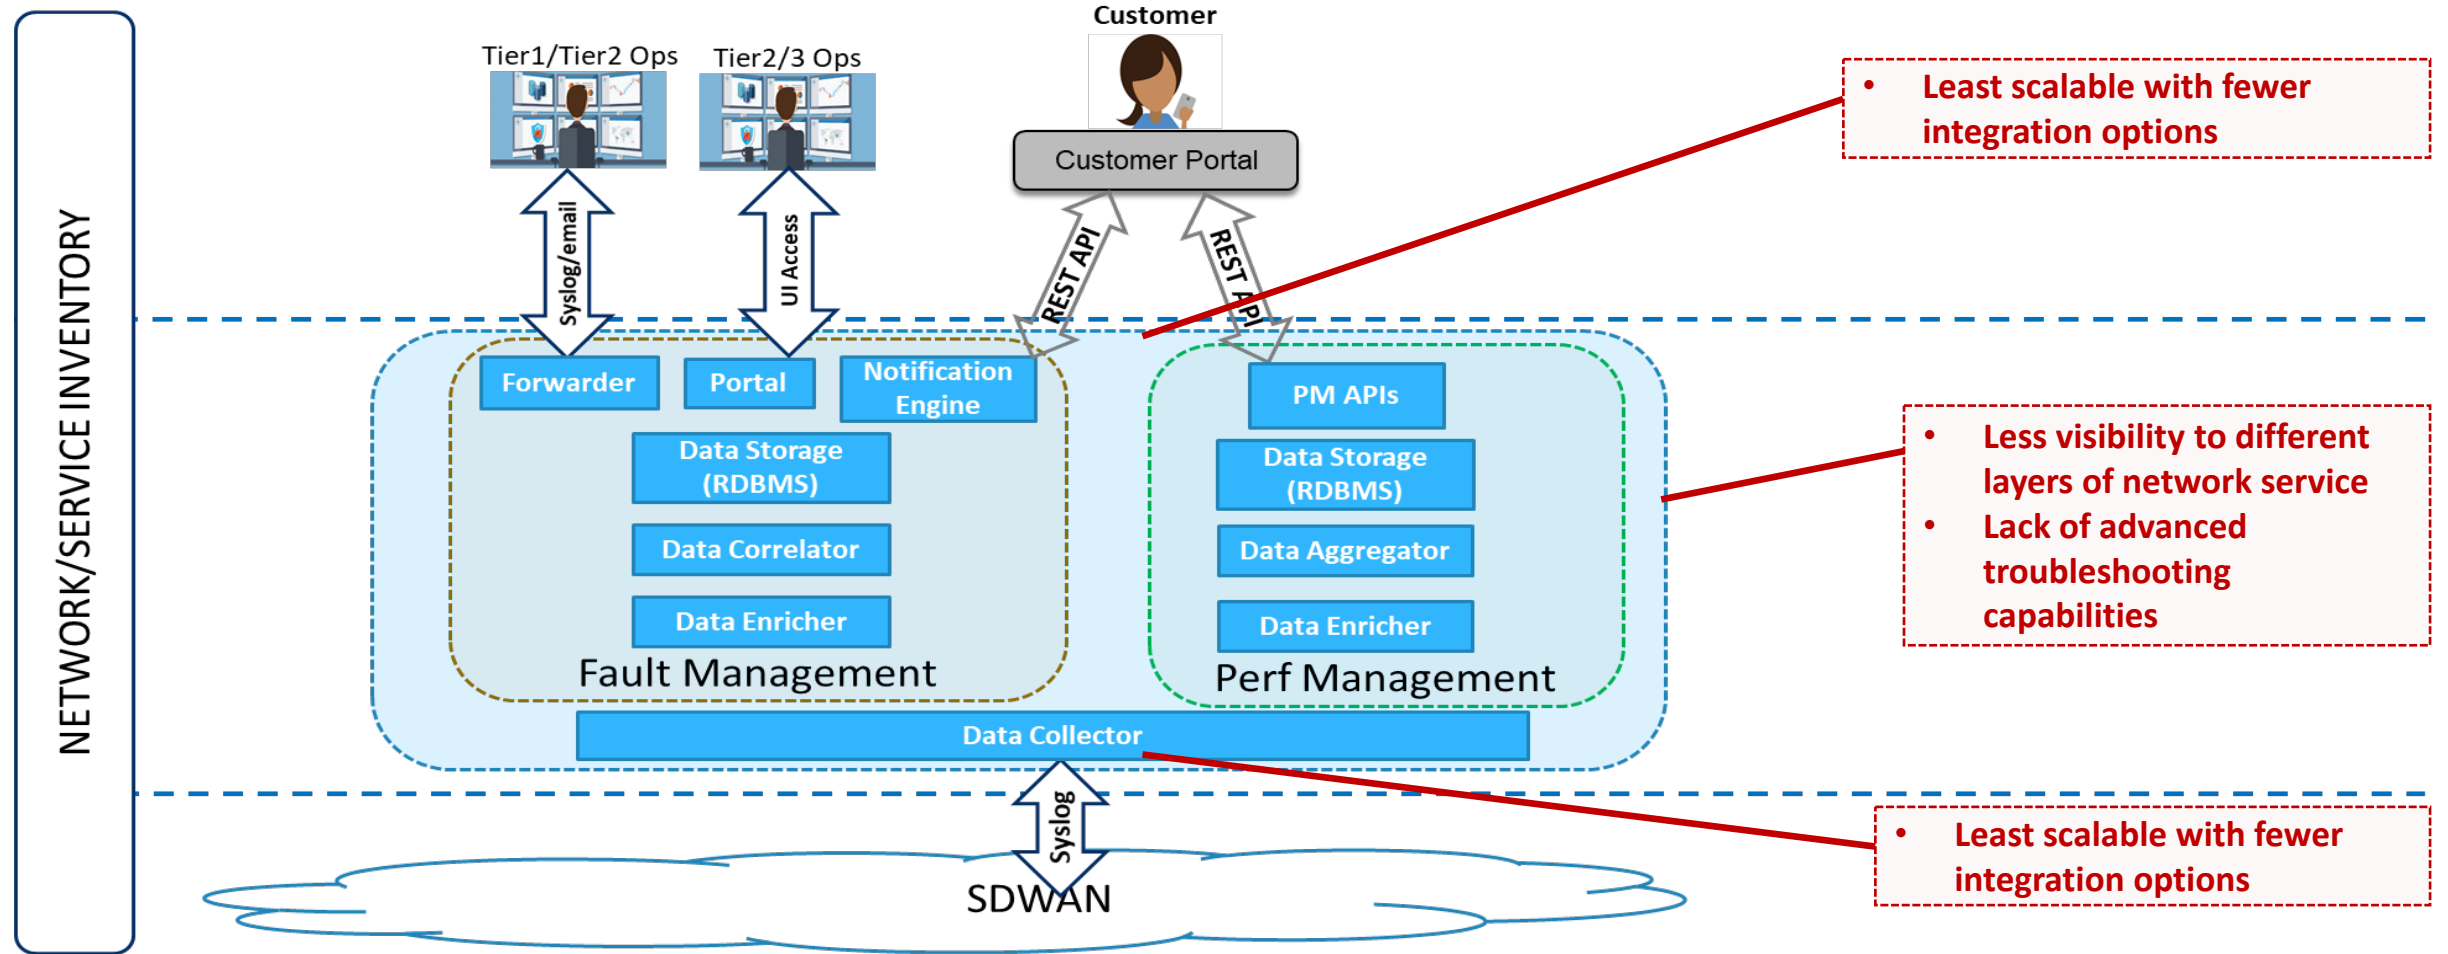 NETWORK/SERVICE INVENTORY
Tier1/Tier2 Ops
Tier2/3 Ops
Customer
Customer Portal
Syslog/email
UI Access
REST API
REST API
• Least scalable with fewer
integration options
Forwarder
Portal
Notification
Engine
Data Storage
(RDBMS)
Data Correlator
Data Enricher
Fault Management
PM APIs
Data Storage
(RDBMS)
Data Aggregator
Data Enricher
Perf Management
• Less visibility to different
layers of network service
• Lack of advanced
troubleshooting
capabilities
Data Collector
Syslog
SDWAN
• Least scalable with fewer
integration options